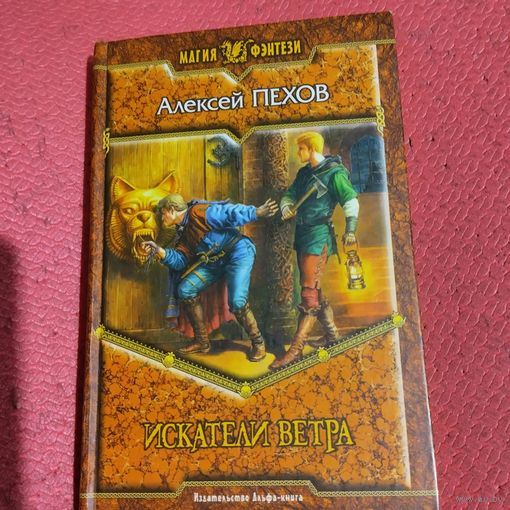 МАГИЯ ФЭНТЕЗИ
Алексей ПЕХОВ
ИСКАТЕЛИ ВЕТРА
Издательство Альфа-книга